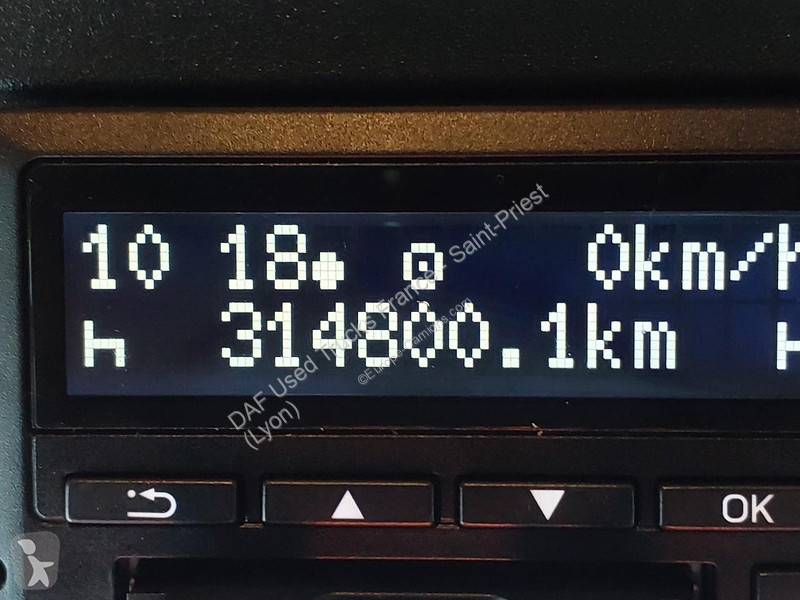 10 18 0km/h
314800.1km
DAF Used Trucks France - Saint-Priest
(Lyon)
©Europe-camions.com
OK